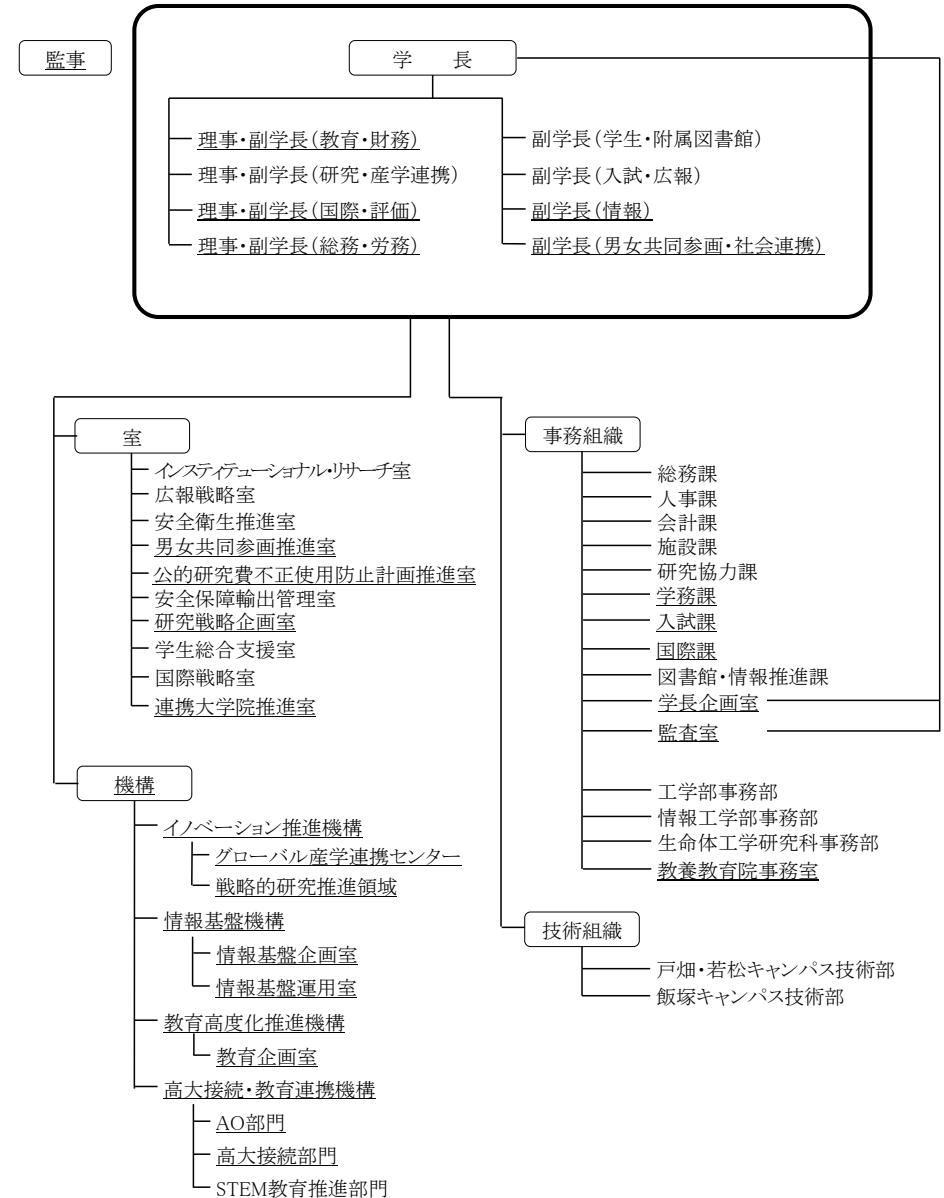 監事
学 長
理事・副学長(教育・財務)
理事・副学長(研究・産学連携)
理事・副学長(国際・評価)
理事・副学長(総務・労務)
副学長(学生・附属図書館)
副学長(入試・広報)
副学長(情報)
副学長(男女共同参画・社会連携)
室
インスティテューショナル・リサーチ室
広報戦略室
安全衛生推進室
男女共同参画推進室
公的研究費不正使用防止計画推進室
安全保障輸出管理室
研究戦略企画室
学生総合支援室
国際戦略室
連携大学院推進室
機構
イノベーション推進機構
グローバル産学連携センター
戦略的研究推進領域
情報基盤機構
情報基盤企画室
情報基盤運用室
教育高度化推進機構
教育企画室
高大接続・教育連携機構
AO部門
高大接続部門
STEM教育推進部門
事務組織
総務課
人事課
会計課
施設課
研究協力課
学務課
入試課
国際課
図書館・情報推進課
学長企画室
監査室
工学部事務部
情報工学部事務部
生命体工学研究科事務部
教養教育院事務室
技術組織
戸畑・若松キャンパス技術部
飯塚キャンパス技術部